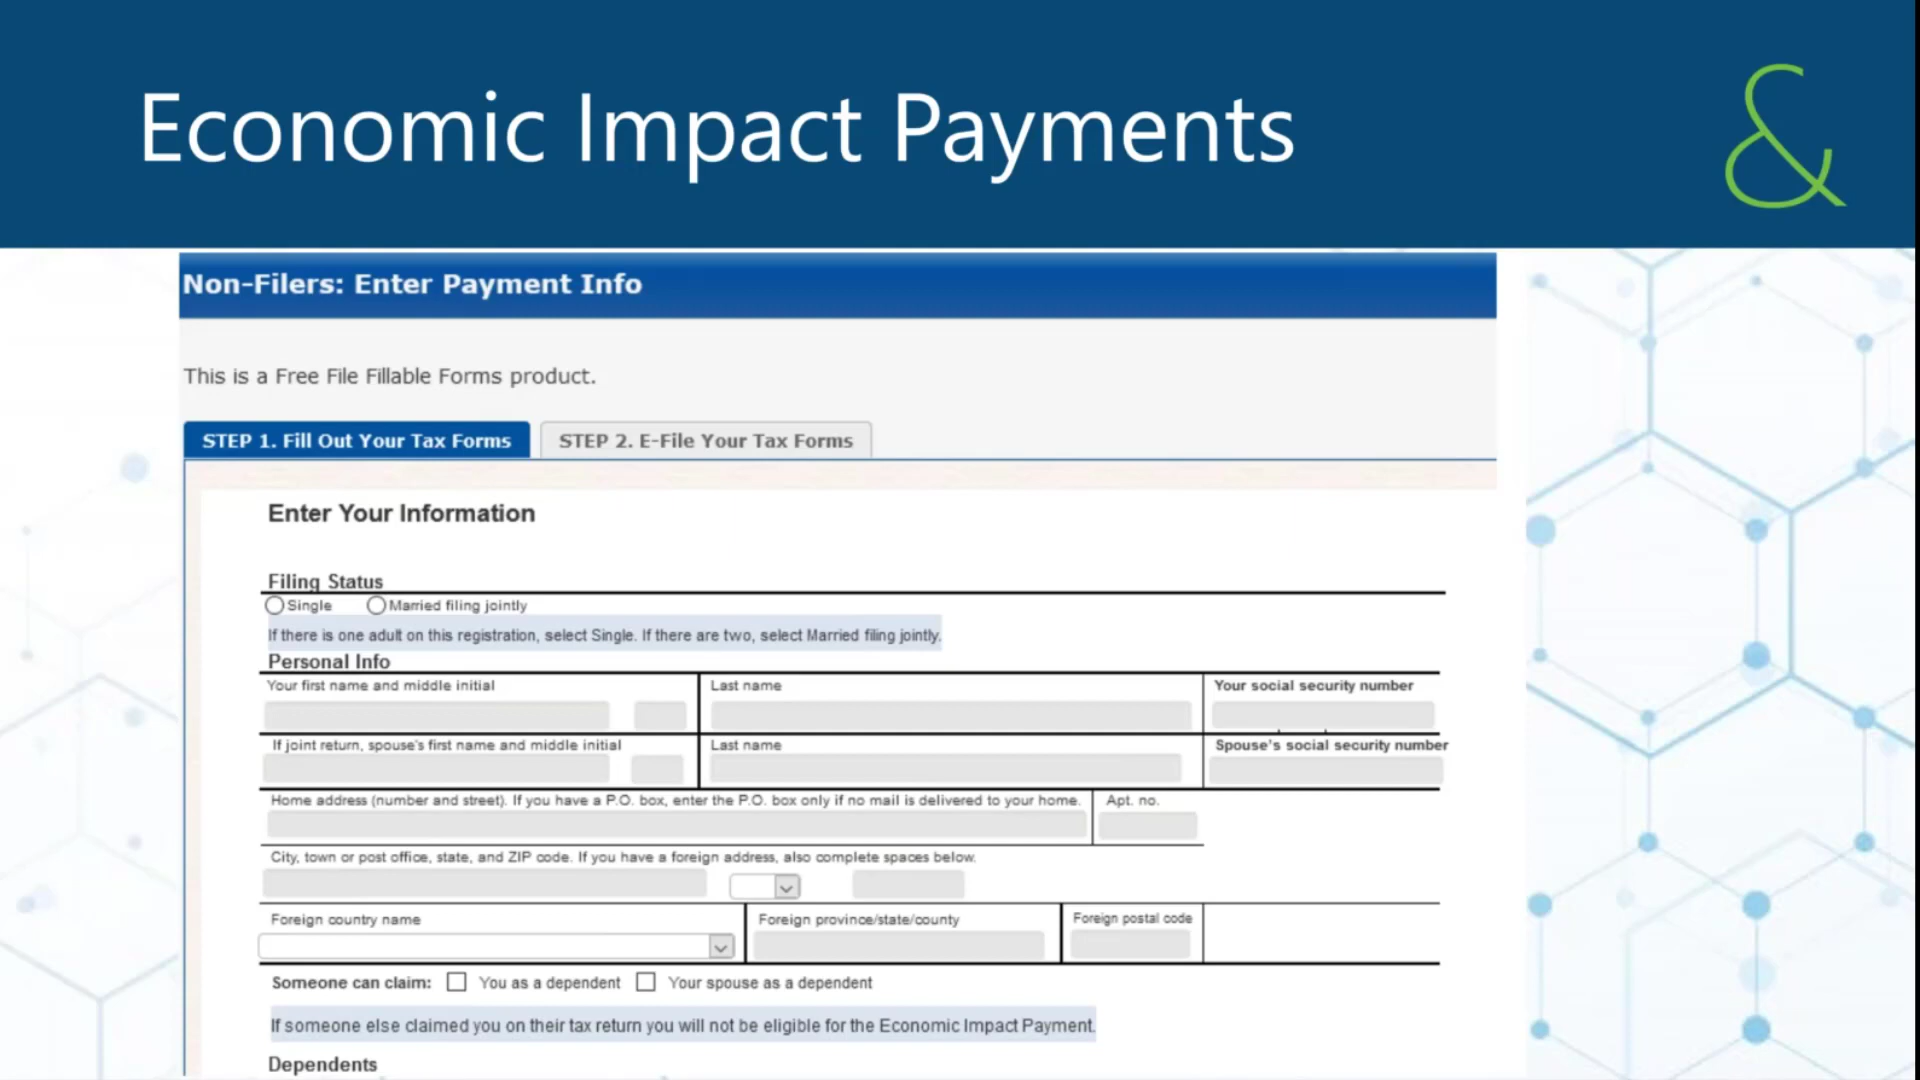 Economic Impact Payments
&
Non-Filers: Enter Payment Info
This is a Free File Fillable Forms product.
STEP 1. Fill Out Your Tax Forms
STEP 2. E-File Your Tax Forms
Enter Your Information
Filing Status
Single Married filing jointly
If there is one adult on this registration, select Single. If there are two, select Married filing jointly.
Personal Info
Your first name and middle initial Last name Your social security number
If joint return, spouse's first name and middle initial Last name Spouse's social security number
Home address (number and street). If you have a P.O. box, enter the P.O. box only if no mail is delivered to your home. Apt. no.
City, town or post office, state, and ZIP code. If you have a foreign address, also complete spaces below.
Foreign country name Foreign province/state/county Foreign postal code
Someone can claim: You as a dependent Your spouse as a dependent
If someone else claimed you on their tax return you will not be eligible for the Economic Impact Payment.
Dependents